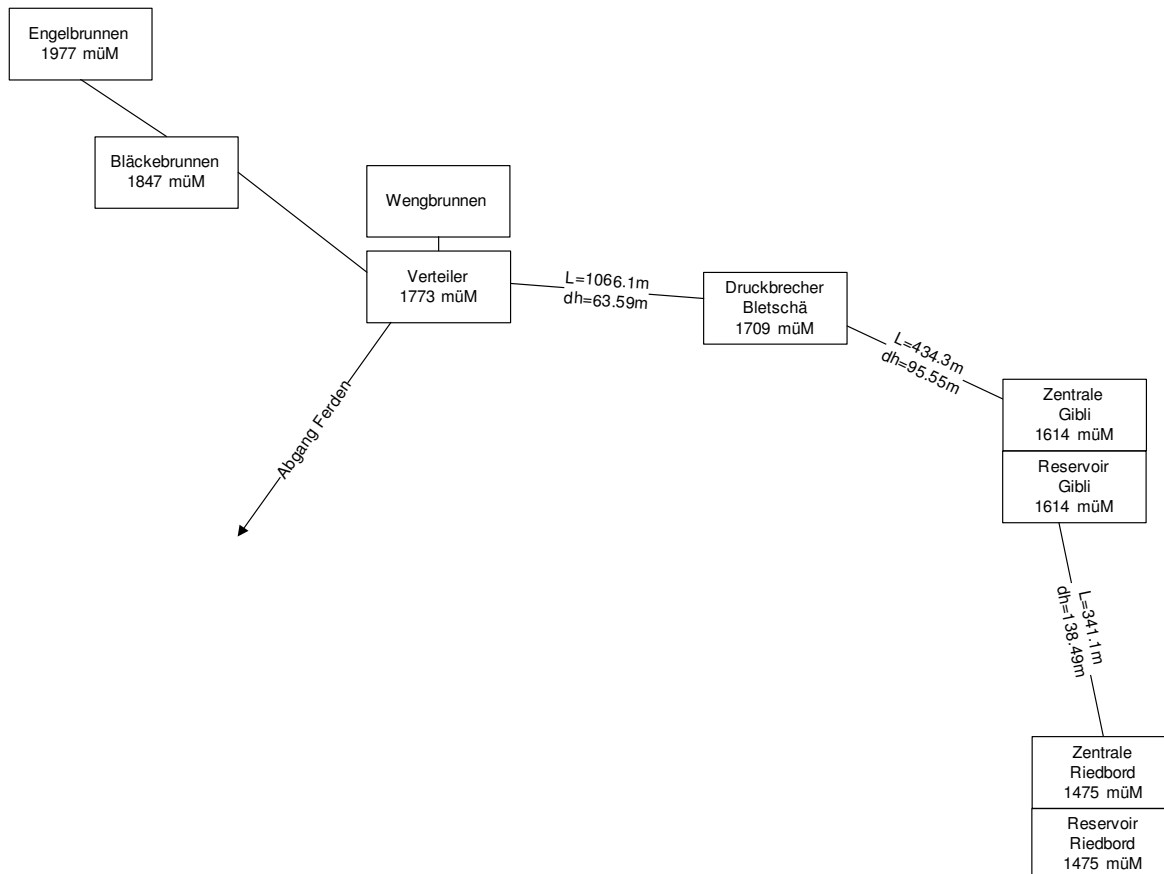 Engelbrunnen
1977 müM
Bläckebrunnen
1847 müM
Wengbrunnen
Verteiler
1773 müM
L=1066.1m
dh=63.59m
Druckbrecher
Bletschä
1709 müM
L=434.3m
dh=95.55m
Zentrale
Gibli
1614 müM
Reservoir
Gibli
1614 müM
Abgang Ferden
L=341.1m
dh=138.49m
Zentrale
Riedbord
1475 müM
Reservoir
Riedbord
1475 müM